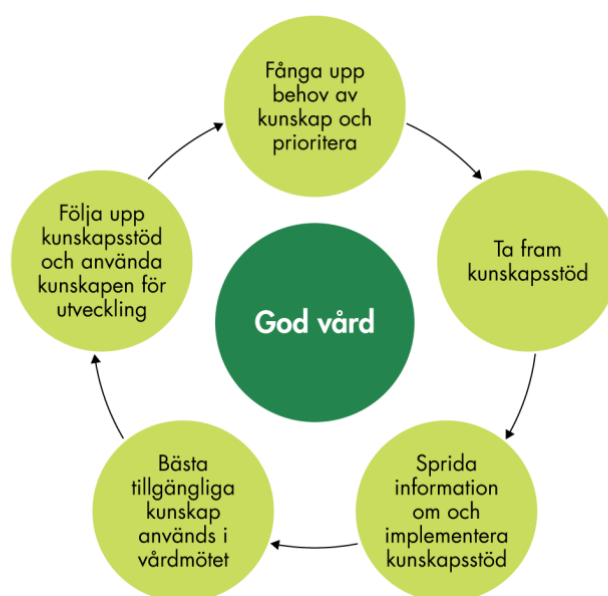 Fånga upp
behov av
kunskap och
prioritera
Ta fram
kunskapsstöd
Sprida
information
om och
implementera
kunskapsstöd
Bästa
tillgängliga
kunskap
används i
vårdmötet
Följa upp
kunskapsstöd
och använda
kunskapen för
utveckling
God vård